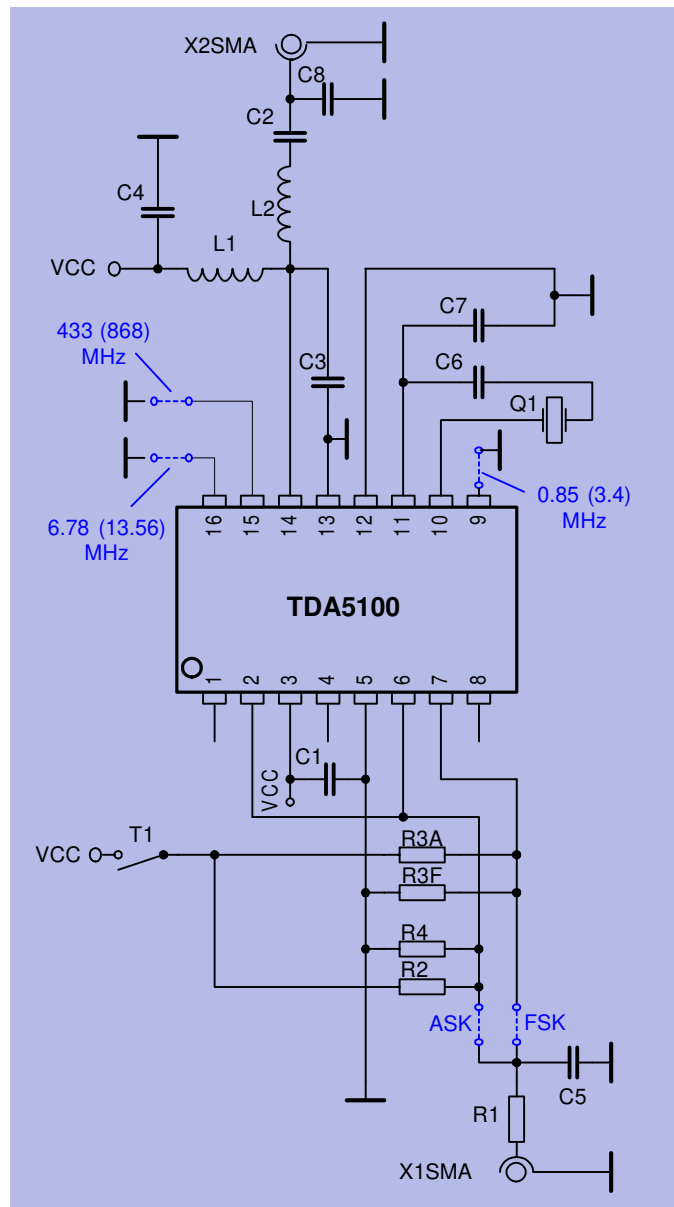 X2SMA
C8
C2
C4
L2
L1
VCC
433 (868)
MHz
C7
C3
C6
Q1
6.78 (13.56)
MHz
0.85 (3.4)
MHz
16 15 14 13 12 11 10 9
TDA5100
1 2 3 4 5 6 7 8
C1
VCC
T1
VCC
R3A
R3F
R4
R2
ASK
FSK
C5
R1
X1SMA